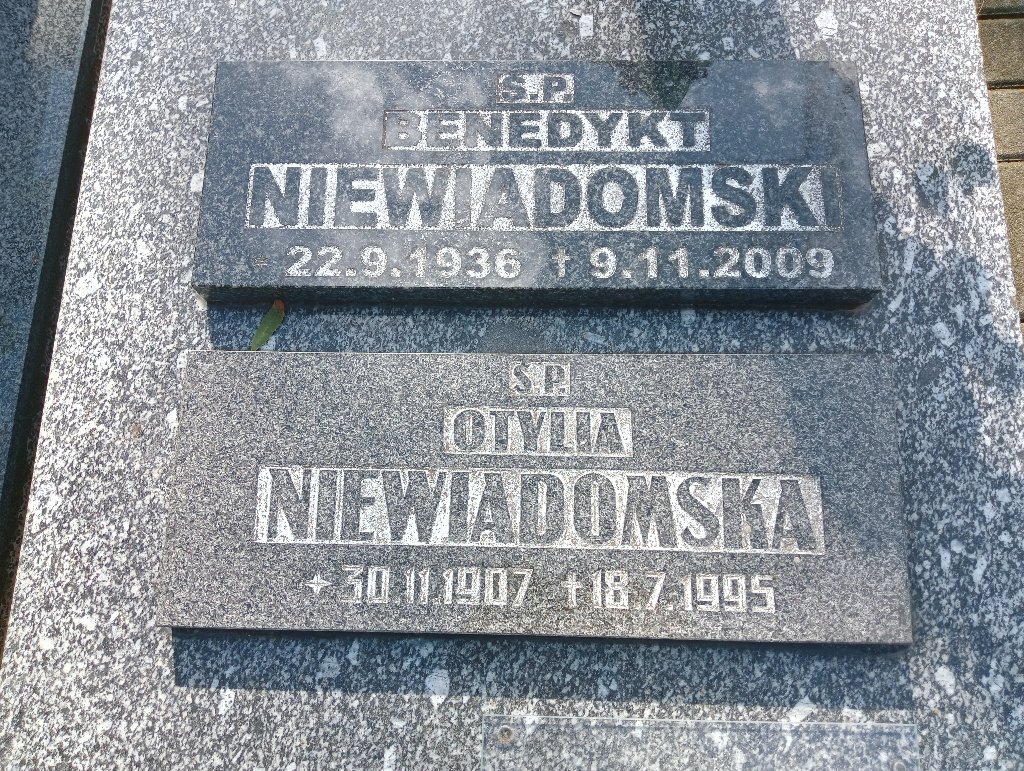 Ś.P.
BENEDYKT
NIEWIADOMSKI
* 22.9.1936 † 9.11.2009
Ś.P.
OTYLIA
NIEWIADOMSKA
* 30.11.1907 † 18.7.1995